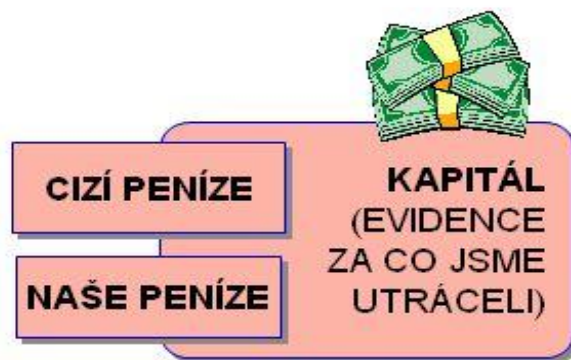 CIZÍ PENÍZE
NAŠE PENÍZE
KAPITÁL
(EVIDENCE
ZA CO JSME
UTRÁCELI)